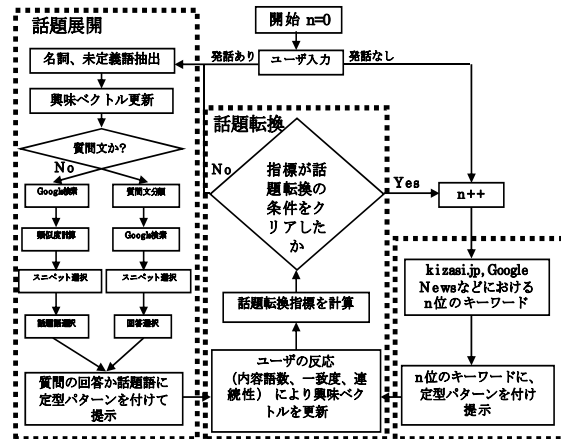 話題展開
開始 n=0
名詞、未定義語抽出
発話あり
ユーザ入力
発話なし
興味ベクトル更新
質問文か?
No
Google検索
質問文分類
類似度計算
Google検索
スニペット選択
スニペット選択
話題語選択
回答選択
質問の回答か話題語に
定型パターンを付けて
提示
話題転換
No
指標が話
題転換の
条件をク
リアした
か
Yes
n++
話題転換指標を計算
ユーザの反応
（内容語数、一致度、連
続性）により興味ベク
トルを更新
kizasi.jp,Google
Newsなどにおける
n位のキーワード
n位のキーワードに、
定型パターンを付け
提示